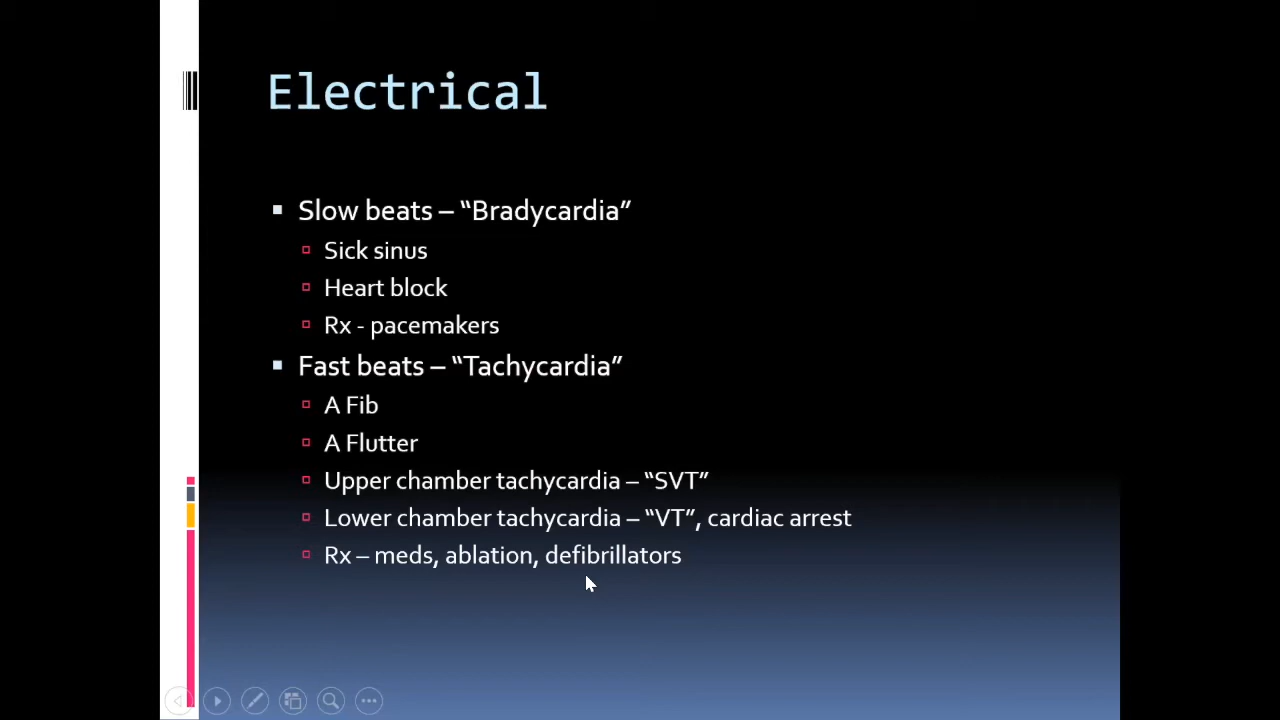 Electrical
Slow beats – “Bradycardia”
Sick sinus
Heart block
Rx - pacemakers
Fast beats – “Tachycardia”
A Fib
A Flutter
Upper chamber tachycardia – “SVT”
Lower chamber tachycardia – “VT”, cardiac arrest
Rx – meds, ablation, defibrillators